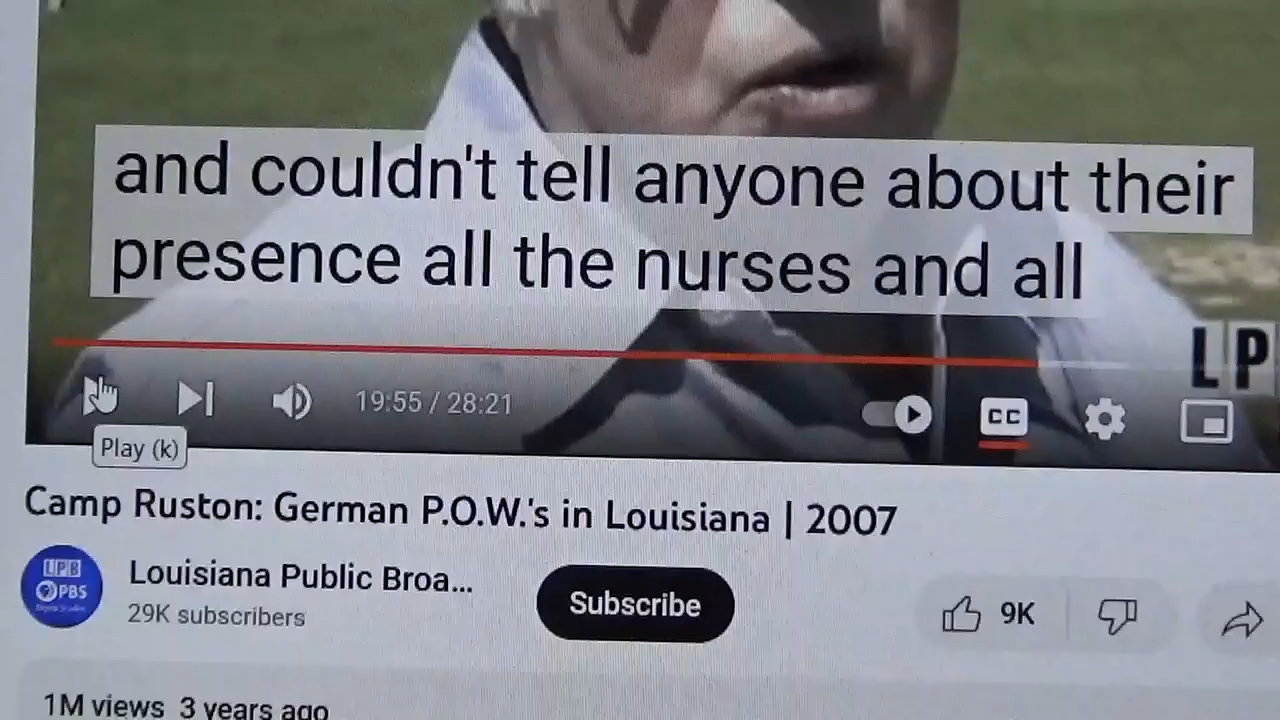 and couldn't tell anyone about their
presence all the nurses and all
LP
19:55 / 28:21
CC
Play (k)
Camp Ruston: German P.O.W.'s in Louisiana | 2007
LPB
PBS
Louisiana Public Broa...
29K subscribers
Subscribe
9K
1M views 3 years ago